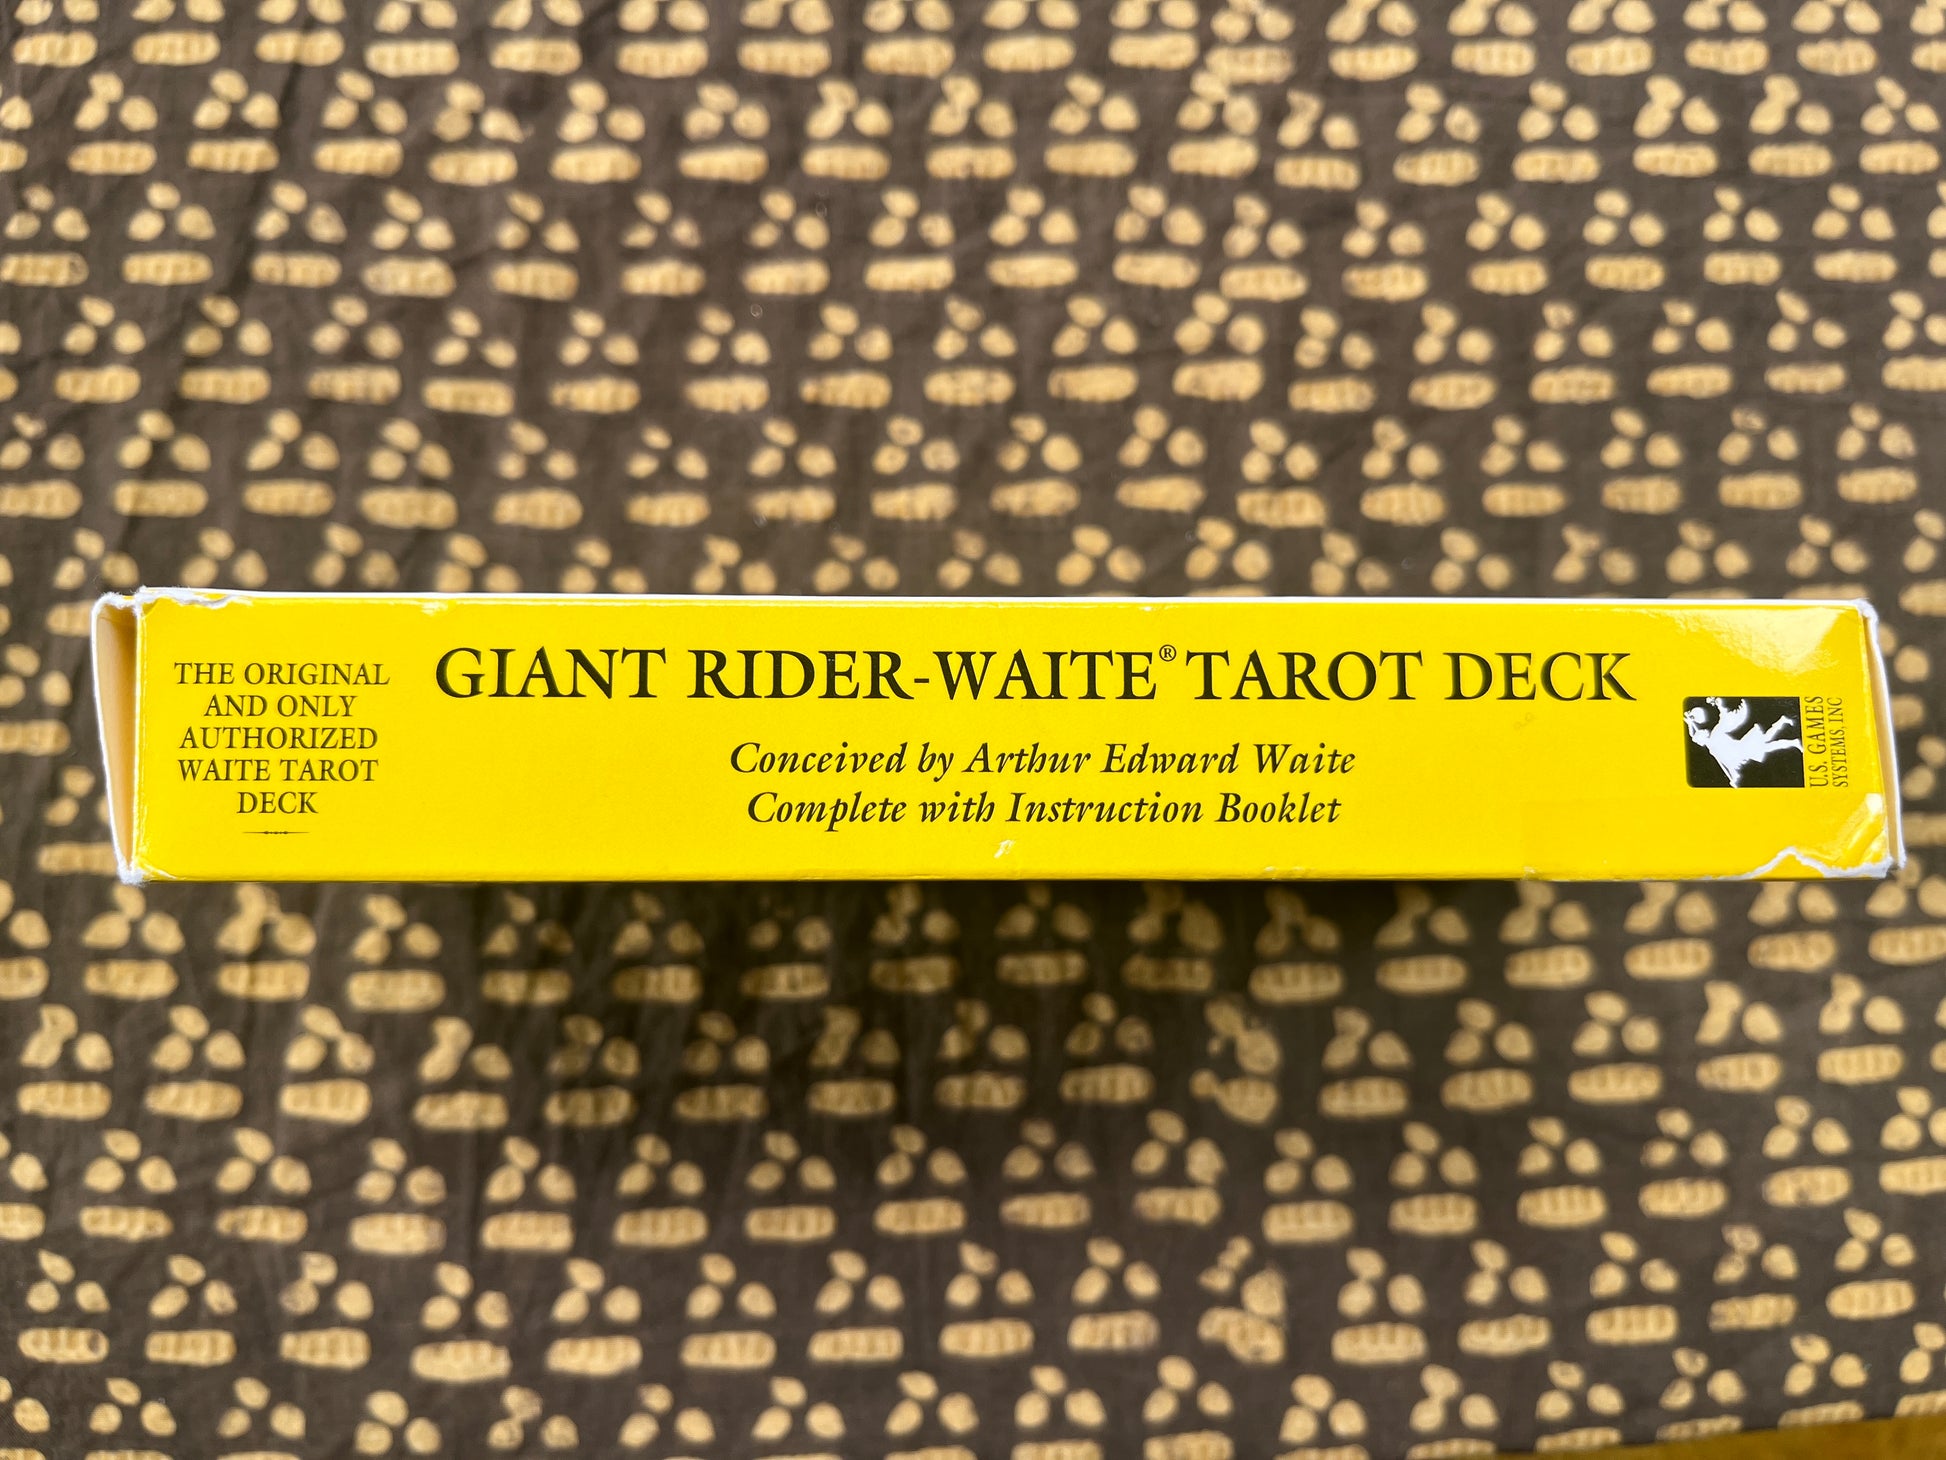 THE ORIGINAL
AND ONLY
AUTHORIZED
WAITE TAROT
DECK
GIANT RIDER-WAITE® TAROT DECK
Conceived by Arthur Edward Waite
Complete with Instruction Booklet
U.S. GAMES
SYSTEMS, INC